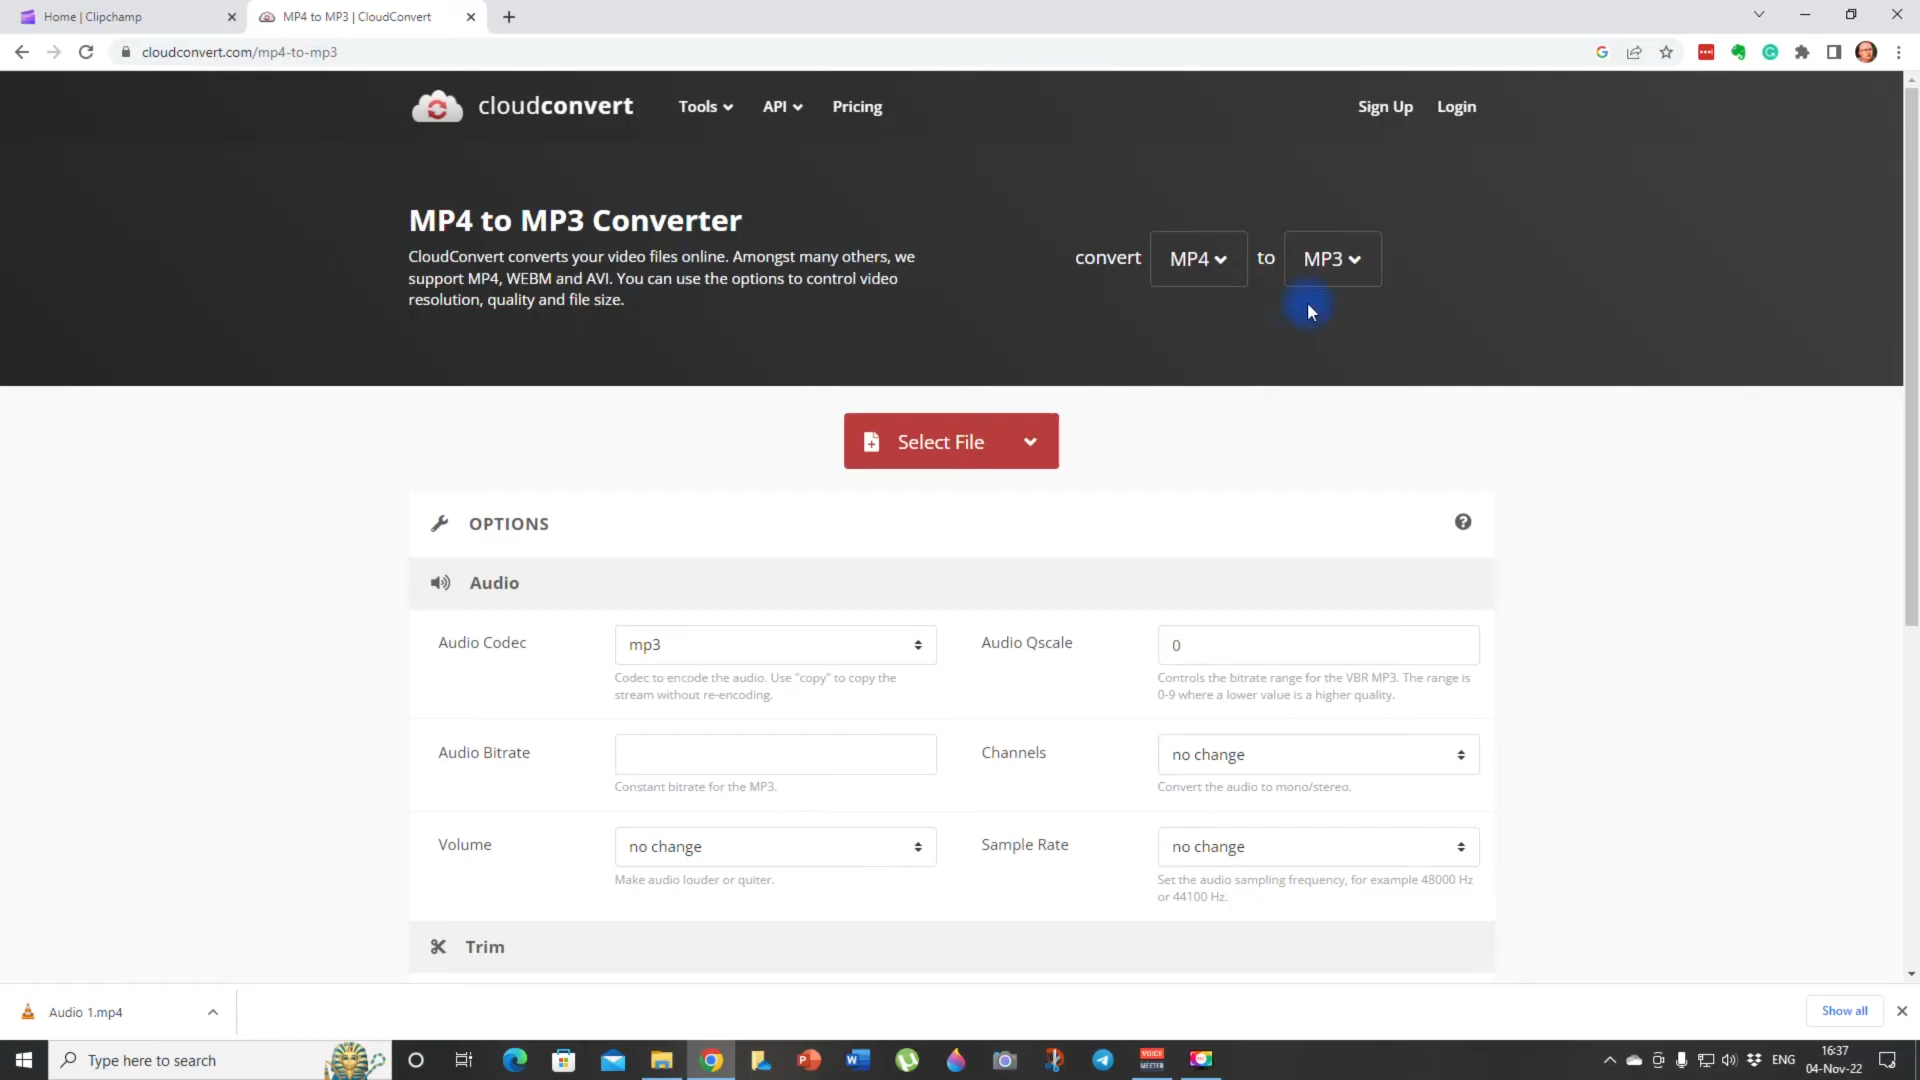 Home | Clipchamp
MP4 to MP3 | CloudConvert
cloudconvert.com/mp4-to-mp3
cloudconvert
Tools
API
Pricing
Sign Up
Login
MP4 to MP3 Converter
CloudConvert converts your video files online. Amongst many others, we
support MP4, WEBM and AVI. You can use the options to control video
resolution, quality and file size.
convert MP4 to MP3
Select File
OPTIONS
Audio
Audio Codec
mp3
Codec to encode the audio. Use "copy" to copy the
stream without re-encoding.
Audio Qscale
0
Controls the bitrate range for the VBR MP3. The range is
0-9 where a lower value is a higher quality.
Audio Bitrate
Constant bitrate for the MP3.
Channels
no change
Convert the audio to mono/stereo.
Volume
no change
Make audio louder or quiter.
Sample Rate
no change
Set the audio sampling frequency, for example 48000 Hz
or 44100 Hz.
Trim
Audio 1.mp4
Show all
Type here to search
VOICE
MEETER
ENG
16:37
04-Nov-22